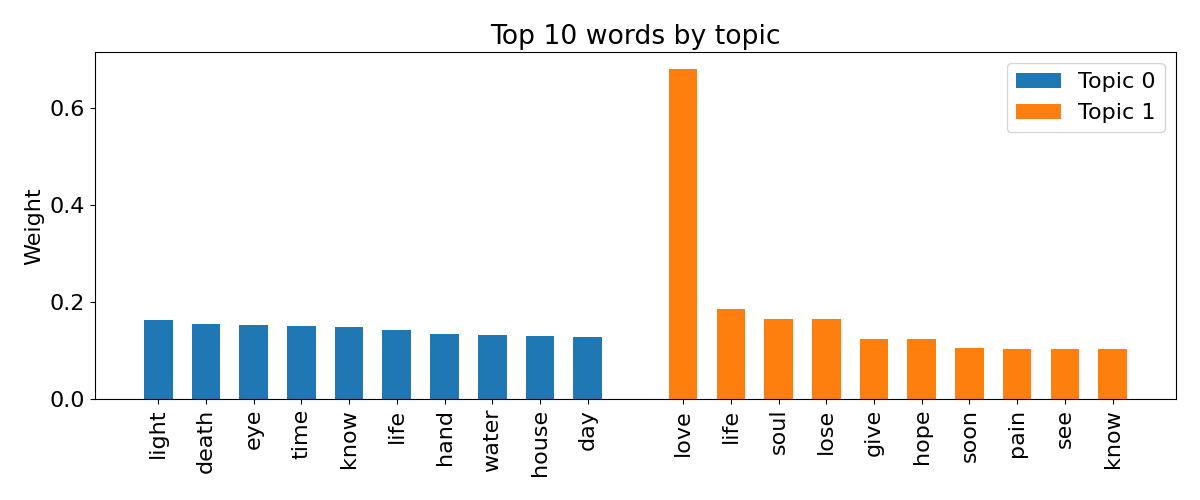 Top 10 words by topic
Weight
0.6
0.4
0.2
0.0
Topic 0
Topic 1
light
death
eye
time
know
life
hand
water
house
day
love
life
soul
lose
give
hope
soon
pain
see
know